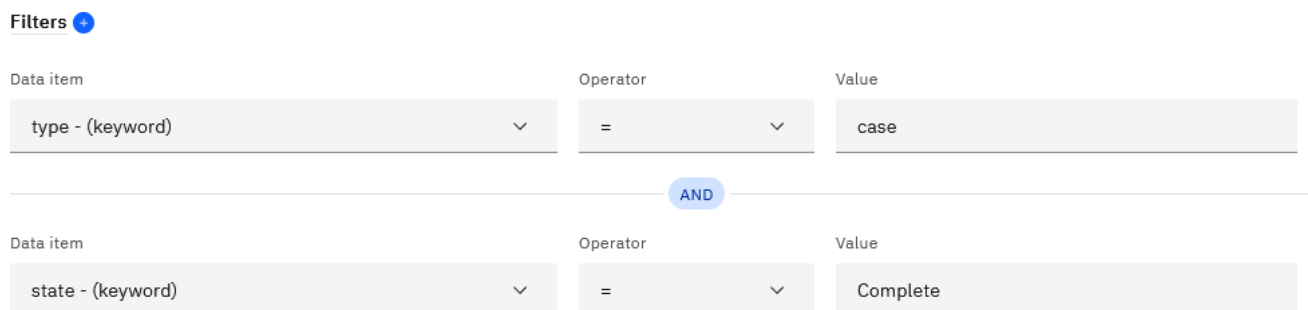 Filters +
Data item Operator Value
type - (keyword) = case
AND
Data item Operator Value
state - (keyword) = Complete